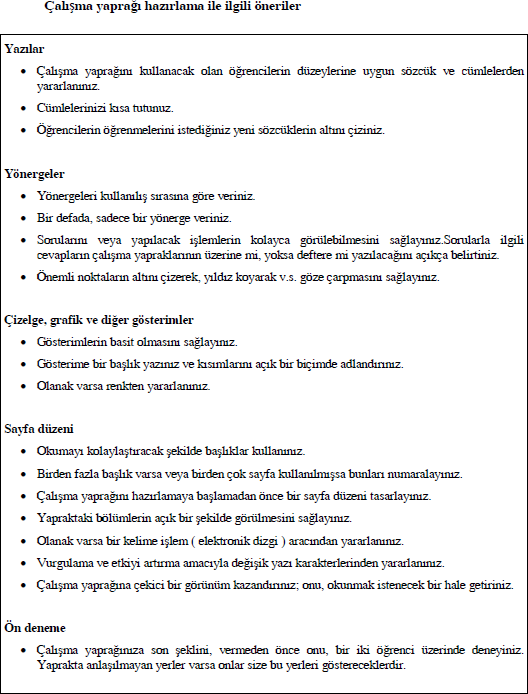 Çalışma yaprağı hazırlama ile ilgili öneriler
Yazılar
• Çalışma yaprağını kullanacak olan öğrencilerin düzeylerine uygun sözcük ve cümlelerden
yararlanınız.
• Cümlelerinizi kısa tutunuz.
• Öğrencilerin öğrenmelerini istediğiniz yeni sözcüklerin altını çiziniz.
Yönergeler
• Yönergeleri kullanılış sırasına göre veriniz.
• Bir defada, sadece bir yönerge veriniz.
• Sorularını veya yapılacak işlemlerin kolayca görülebilmesini sağlayınız.Sorularla ilgili
cevapların çalışma yapraklarının üzerine mi, yoksa deftere mi yazılacağını açıkça belirtiniz.
• Önemli noktaların altını çizerek, yıldız koyarak v.s. göze çarpmasını sağlayınız.
Çizelge, grafik ve diğer gösterimler
• Gösterimlerin basit olmasını sağlayınız.
• Gösterime bir başlık yazınız ve kısımlarını açık bir biçimde adlandırınız.
• Olanak varsa renkten yararlanınız.
Sayfa düzeni
• Okumayı kolaylaştıracak şekilde başlıklar kullanınız.
• Birden fazla başlık varsa veya birden çok sayfa kullanılmışsa bunları numaralayınız.
• Çalışma yaprağını hazırlamaya başlamadan önce bir sayfa düzeni tasarlayınız.
• Yapraktaki bölümlerin açık bir şekilde görülmesini sağlayınız.
• Olanak varsa bir kelime işlem ( elektronik dizgi ) aracından yararlanınız.
• Vurgulama ve etkiyi artırma amacıyla değişik yazı karakterlerinden yararlanınız.
• Çalışma yaprağına çekici bir görünüm kazandırınız; onu, okunmak istenecek bir hale getiriniz.
Ön deneme
• Çalışma yaprağınıza son şeklini, vermeden önce onu, bir iki öğrenci üzerinde deneyiniz.
Yaprakta anlaşılmayan yerler varsa onlar size bu yerleri göstereceklerdir.